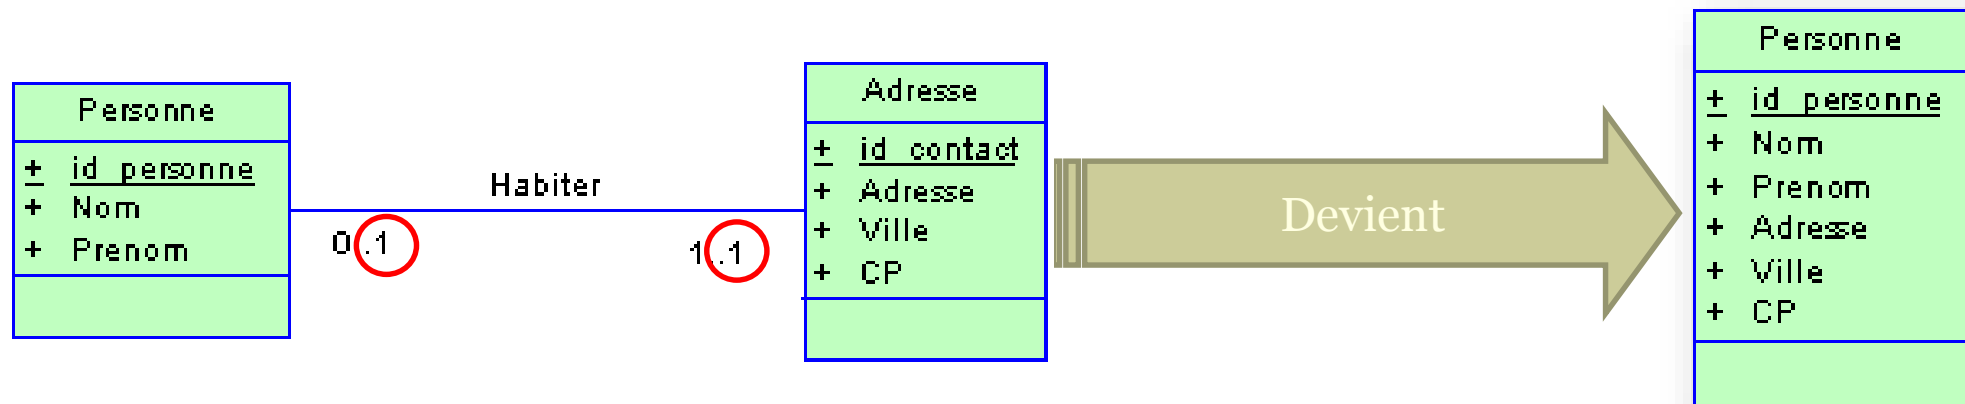 Personne
+ id_personne
+ Nom
+ Prenom
Habiter
0..1
1..1
Adresse
+ id_contact
+ Adresse
+ Ville
+ CP
Devient
Personne
+ id_personne
+ Nom
+ Prenom
+ Adresse
+ Ville
+ CP